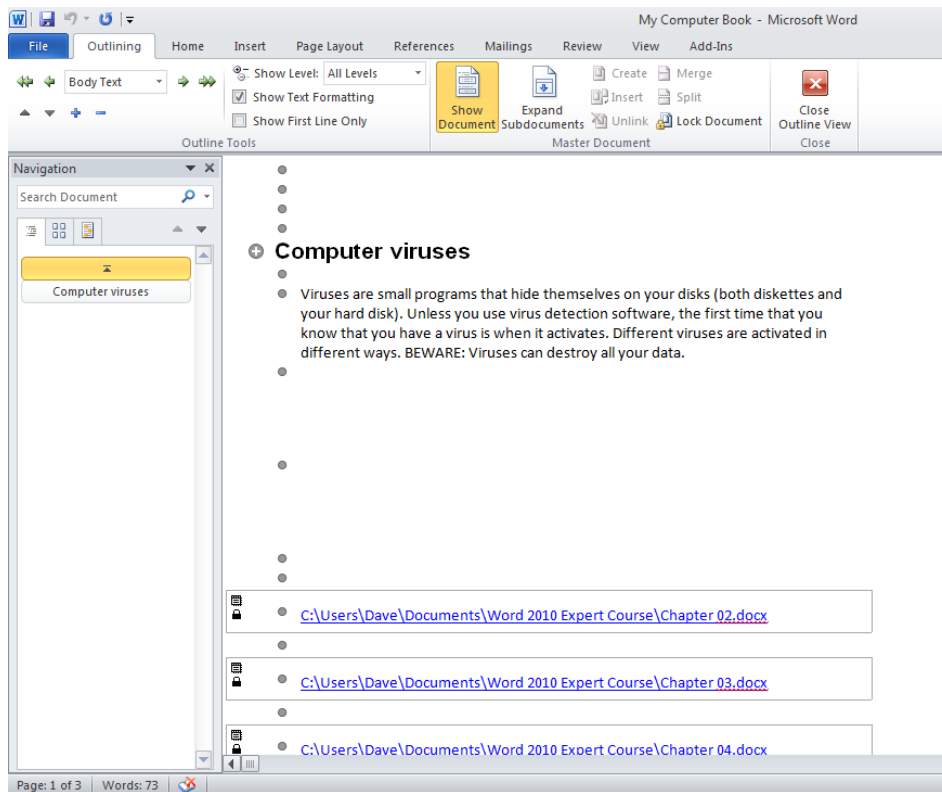 My Computer Book - Microsoft Word
File Outlining Home Insert Page Layout References Mailings Review View Add-Ins
Body Text
Show Level: All Levels
Show Text Formatting
Show First Line Only
Outline Tools
Show Document
Expand Subdocuments
Create Merge
Insert Split
Unlink Lock Document
Master Document
Close Outline View
Close
Navigation
Search Document
Computer viruses
Computer viruses
Viruses are small programs that hide themselves on your disks (both diskettes and
your hard disk). Unless you use virus detection software, the first time that you
know that you have a virus is when it activates. Different viruses are activated in
different ways. BEWARE: Viruses can destroy all your data.
C:\Users\Dave\Documents\Word 2010 Expert Course\Chapter 02.docx
C:\Users\Dave\Documents\Word 2010 Expert Course\Chapter 03.docx
C:\Users\Dave\Documents\Word 2010 Expert Course\Chapter 04.docx
Page: 1 of 3 Words: 73